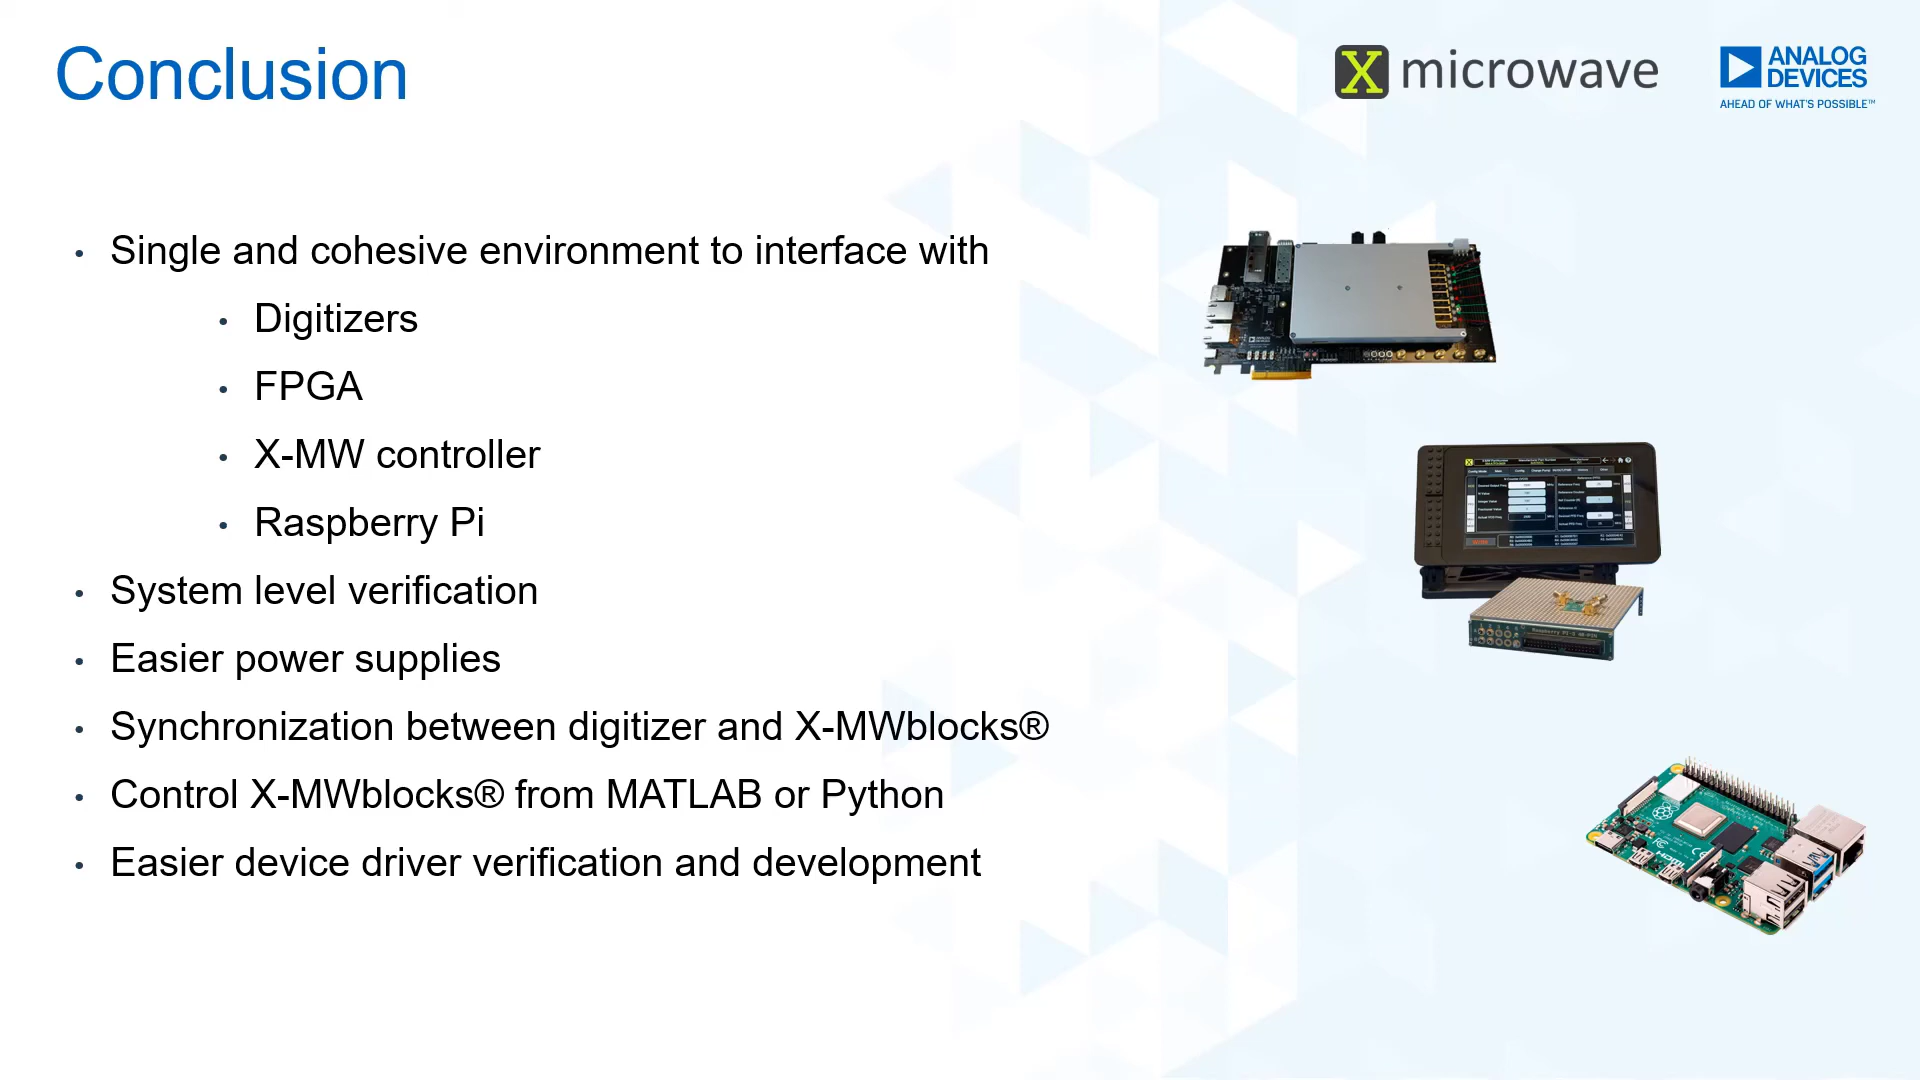 Conclusion
X microwave
ANALOG
DEVICES
AHEAD OF WHAT'S POSSIBLE™
Single and cohesive environment to interface with
Digitizers
FPGA
X-MW controller
Raspberry Pi
System level verification
Easier power supplies
Synchronization between digitizer and X-MWblocks®
Control X-MWblocks® from MATLAB or Python
Easier device driver verification and development